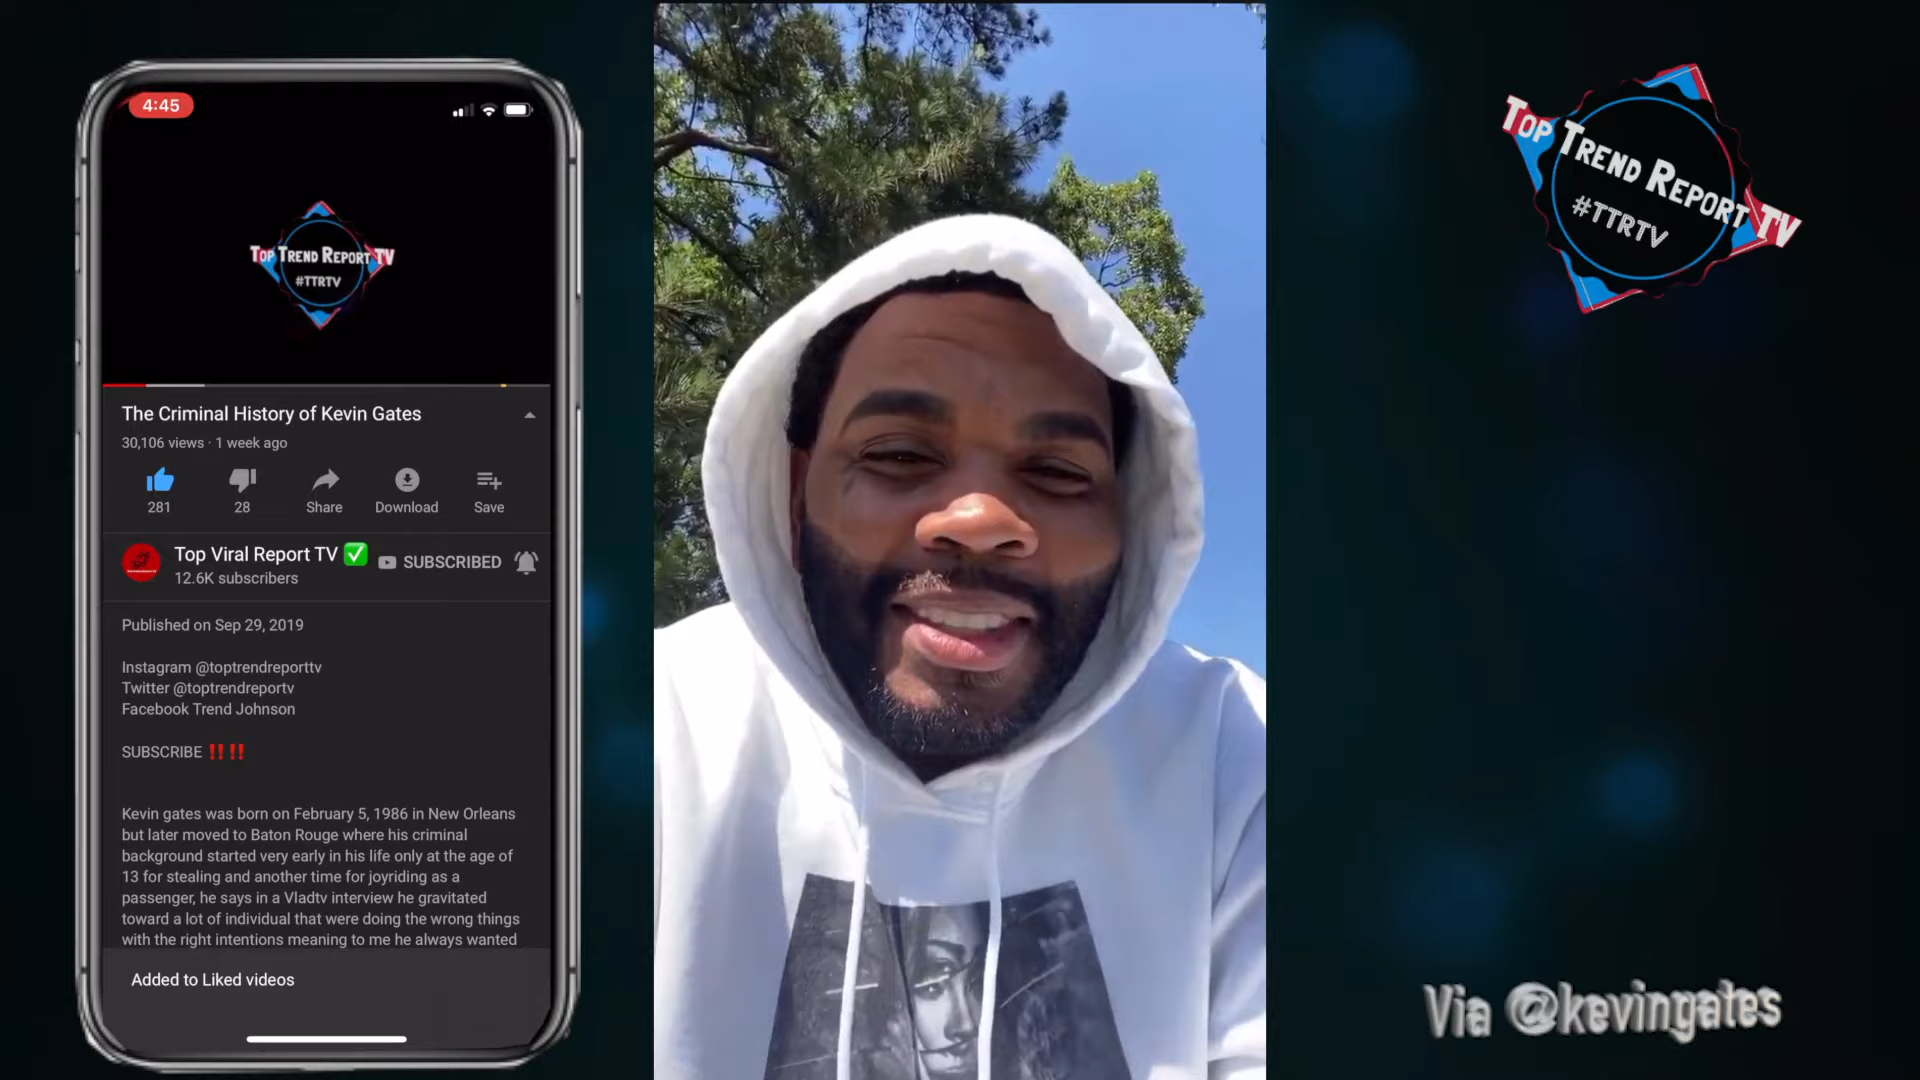 4:45
TOP TREND REPORT TV
#TTRTV
The Criminal History of Kevin Gates
30,106 views · 1 week ago
281
28
Share
Download
Save
Top Viral Report TV ✅
SUBSCRIBED
12.6K subscribers
Published on Sep 29, 2019
Instagram @toptrendreporttv
Twitter @toptrendreportv
Facebook Trend Johnson
SUBSCRIBE ‼️‼️
Kevin gates was born on February 5, 1986 in New Orleans
but later moved to Baton Rouge where his criminal
background started very early in his life only at the age of
13 for stealing and another time for joyriding as a
passenger, he says in a Vladtv interview he gravitated
toward a lot of individual that were doing the wrong things
with the right intentions meaning to me he always wanted
Added to Liked videos
TOP TREND REPORT TV
#TTRTV
Via @kevingates